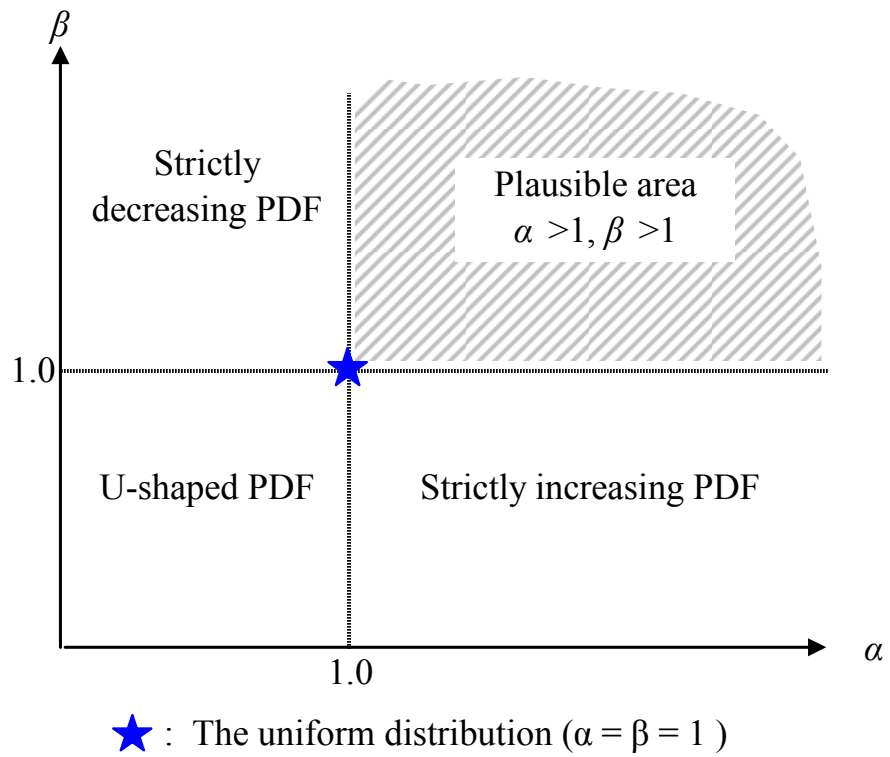 β
Strictly
decreasing PDF
Plausible area
α >1, β >1
1.0
U-shaped PDF
Strictly increasing PDF
1.0
α
: The uniform distribution (α = β = 1 )